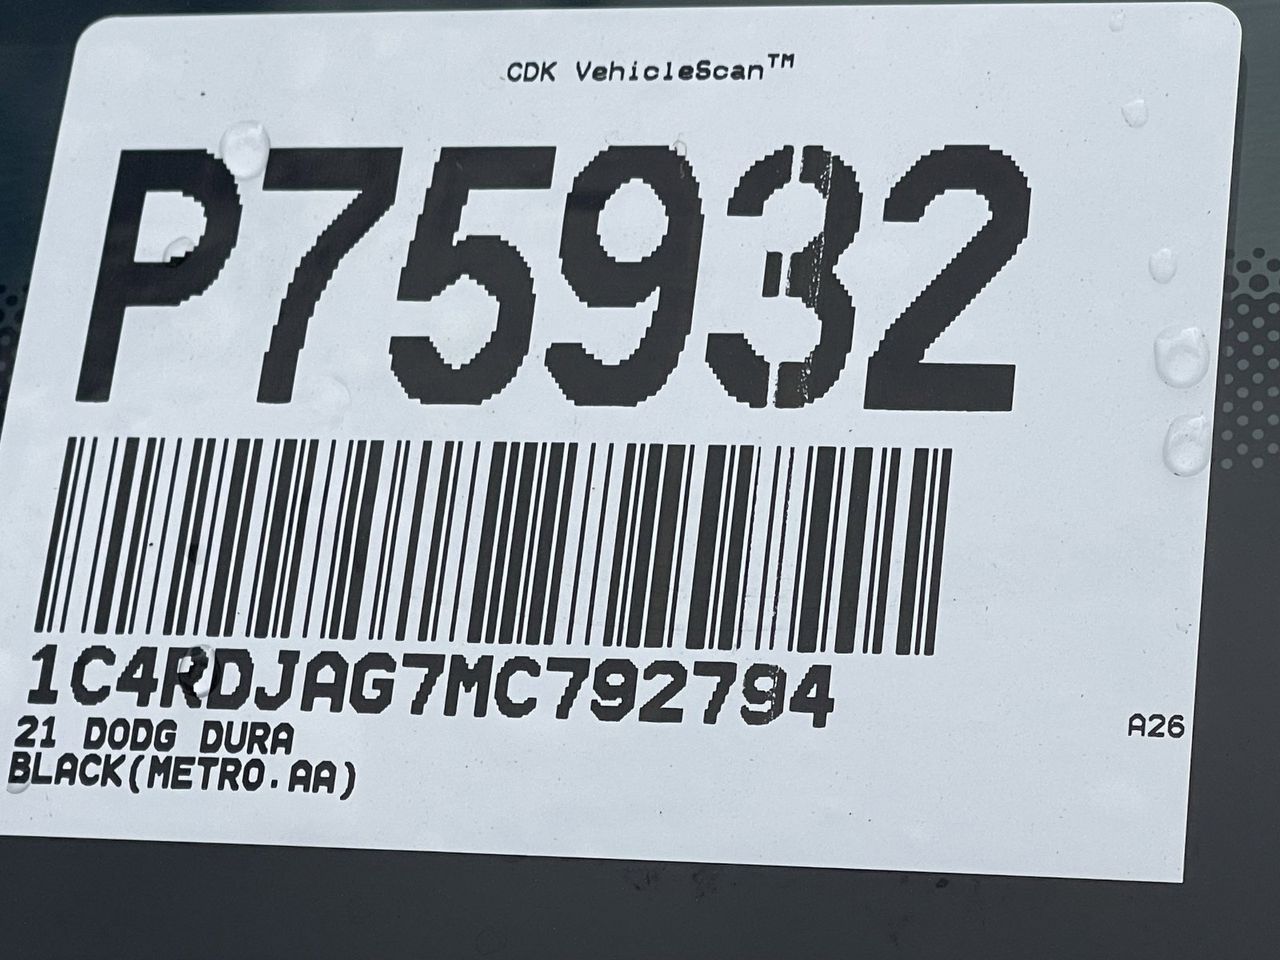 CDK VehicleScan™
P75932
1C4RDJAG7MC792794
21 DODG DURA
BLACK(METRO.AA)
A26